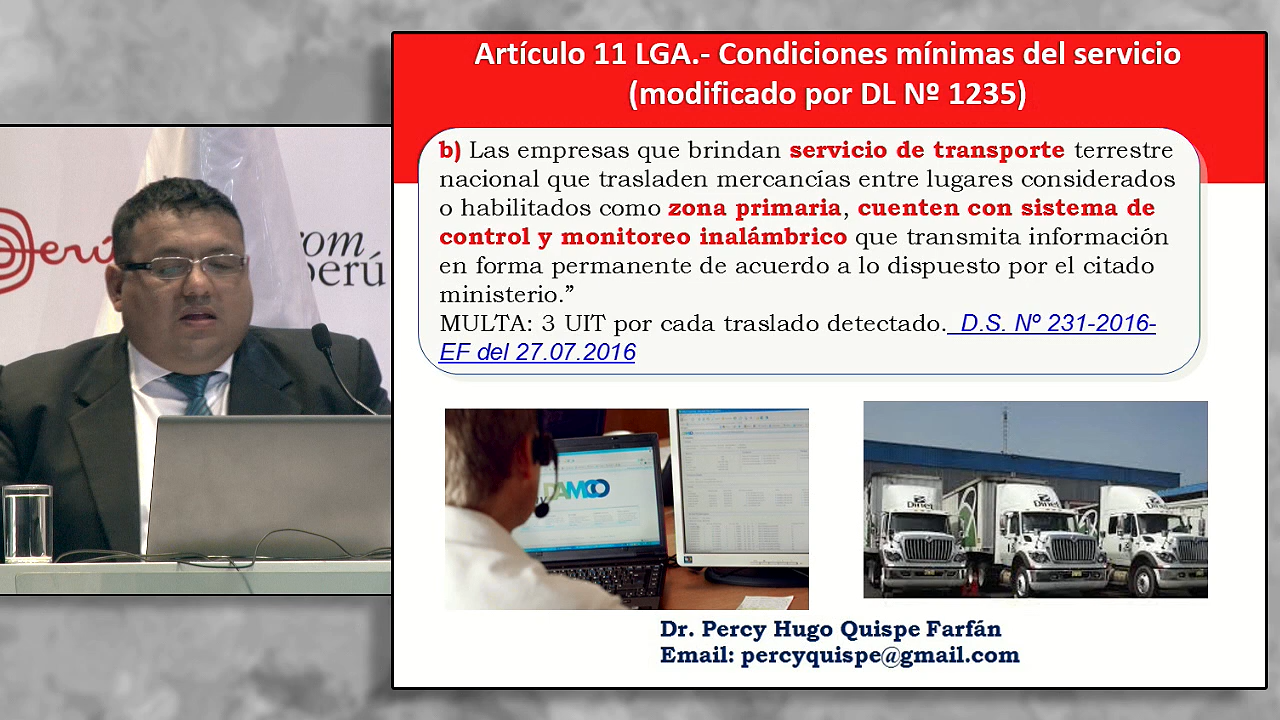 Artículo 11 LGA.- Condiciones mínimas del servicio
(modificado por DL Nº 1235)
b) Las empresas que brindan servicio de transporte terrestre
nacional que trasladen mercancías entre lugares considerados
o habilitados como zona primaria, cuenten con sistema de
control y monitoreo inalámbrico que transmita información
en forma permanente de acuerdo a lo dispuesto por el citado
ministerio.”
MULTA: 3 UIT por cada traslado detectado. D.S. Nº 231-2016-
EF del 27.07.2016
perú
om
perú
DAMCO
Dinet
Dinet
Dinet
Dr. Percy Hugo Quispe Farfán
Email: percyquispe@gmail.com